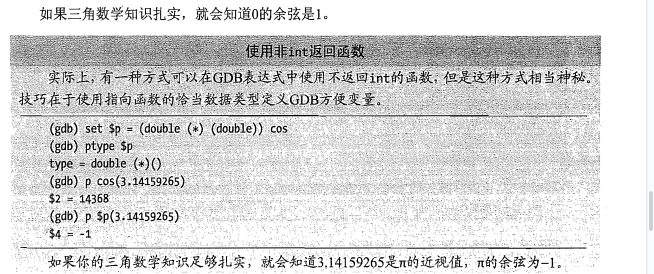 如果三角数学知识扎实，就会知道0的余弦是1。
使用非int返回函数
实际上，有一种方式可以在GDB表达式中使用不返回int的函数，但是这种方式相当神秘。
技巧在于使用指向函数的恰当数据类型定义GDB方便变量。
(gdb) set $p = (double (*) (double)) cos
(gdb) ptype $p
type = double (*)()
(gdb) p cos(3.14159265)
$2 = 14368
(gdb) p $p(3.14159265)
$4 = -1
如果你的三角数学知识足够扎实，就会知道3.14159265是π的近视值，π的余弦为-1。